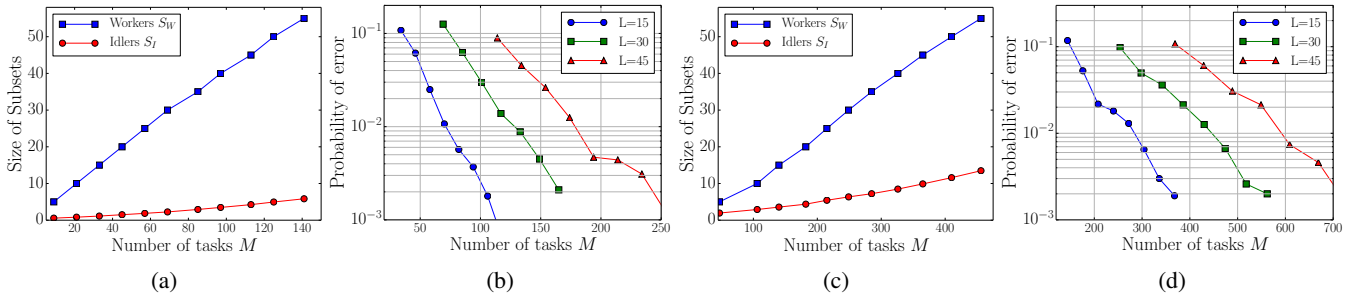 Size of Subsets
50
40
30
20
10
0
Workers S_W
Idlers S_I
20 40 60 80 100 120 140
Number of tasks M
(a)
Probability of error
10^{-1}
10^{-2}
10^{-3}
L=15
L=30
L=45
50 100 150 200 250
Number of tasks M
(b)
Size of Subsets
50
40
30
20
10
0
Workers S_W
Idlers S_I
100 200 300 400
Number of tasks M
(c)
Probability of error
10^{-1}
10^{-2}
10^{-3}
L=15
L=30
L=45
200 300 400 500 600 700
Number of tasks M
(d)